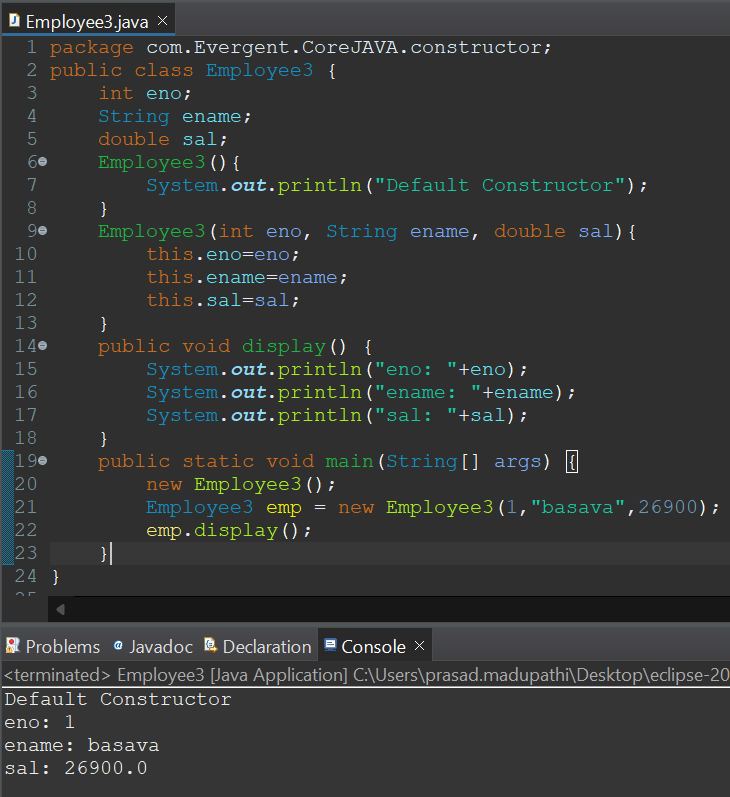 Employee3.java
1 package com.Evergent.CoreJAVA.constructor;
2 public class Employee3 {
3 int eno;
4 String ename;
5 double sal;
6 Employee3(){
7 System.out.println("Default Constructor");
8 }
9 Employee3(int eno, String ename, double sal){
10 this.eno=eno;
11 this.ename=ename;
12 this.sal=sal;
13 }
14 public void display() {
15 System.out.println("eno: "+eno);
16 System.out.println("ename: "+ename);
17 System.out.println("sal: "+sal);
18 }
19 public static void main(String[] args) {
20 new Employee3();
21 Employee3 emp = new Employee3(1,"basava",26900);
22 emp.display();
23 }
24 }
25
Problems @ Javadoc Declaration Console
<terminated> Employee3 [Java Application] C:\Users\prasad.madupathi\Desktop\eclipse-20
Default Constructor
eno: 1
ename: basava
sal: 26900.0